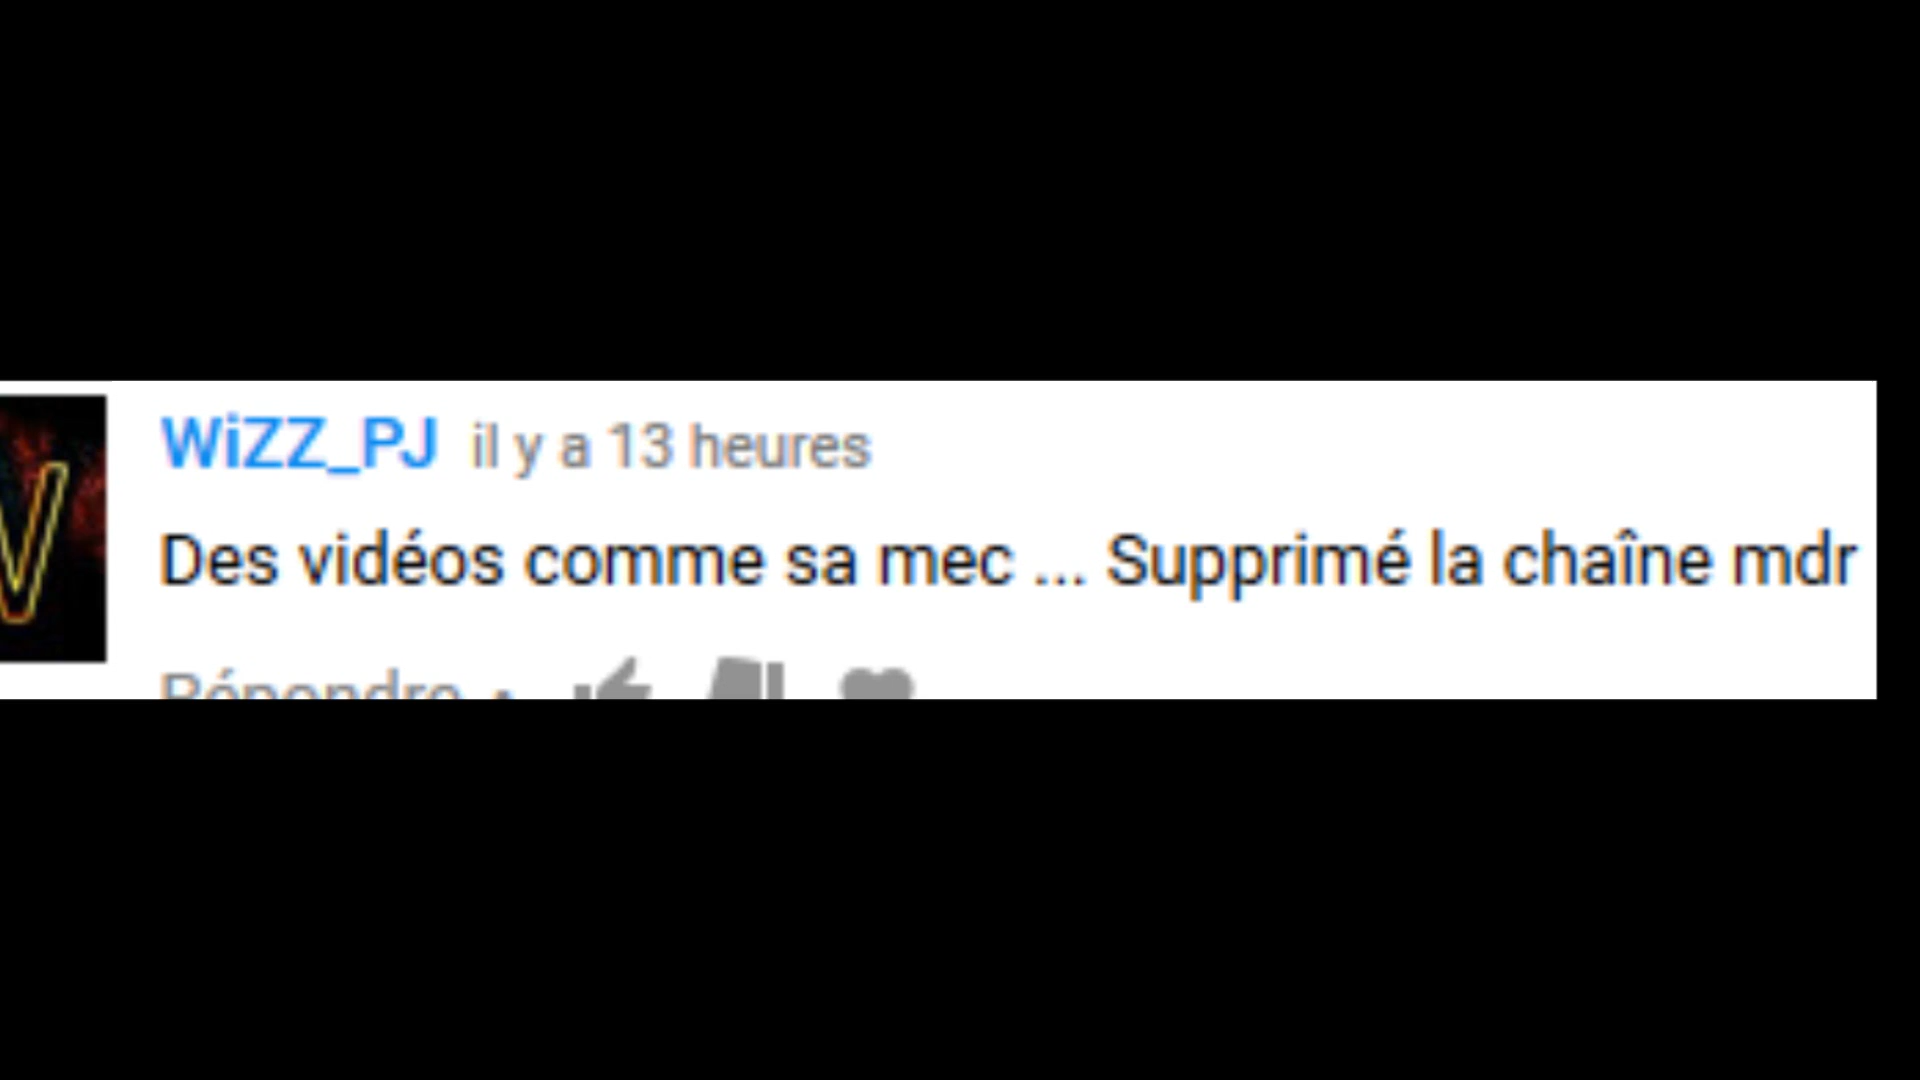 WiZZ_PJ il y a 13 heures
Des vidéos comme sa mec ... Supprimé la chaîne mdr
Répondre •